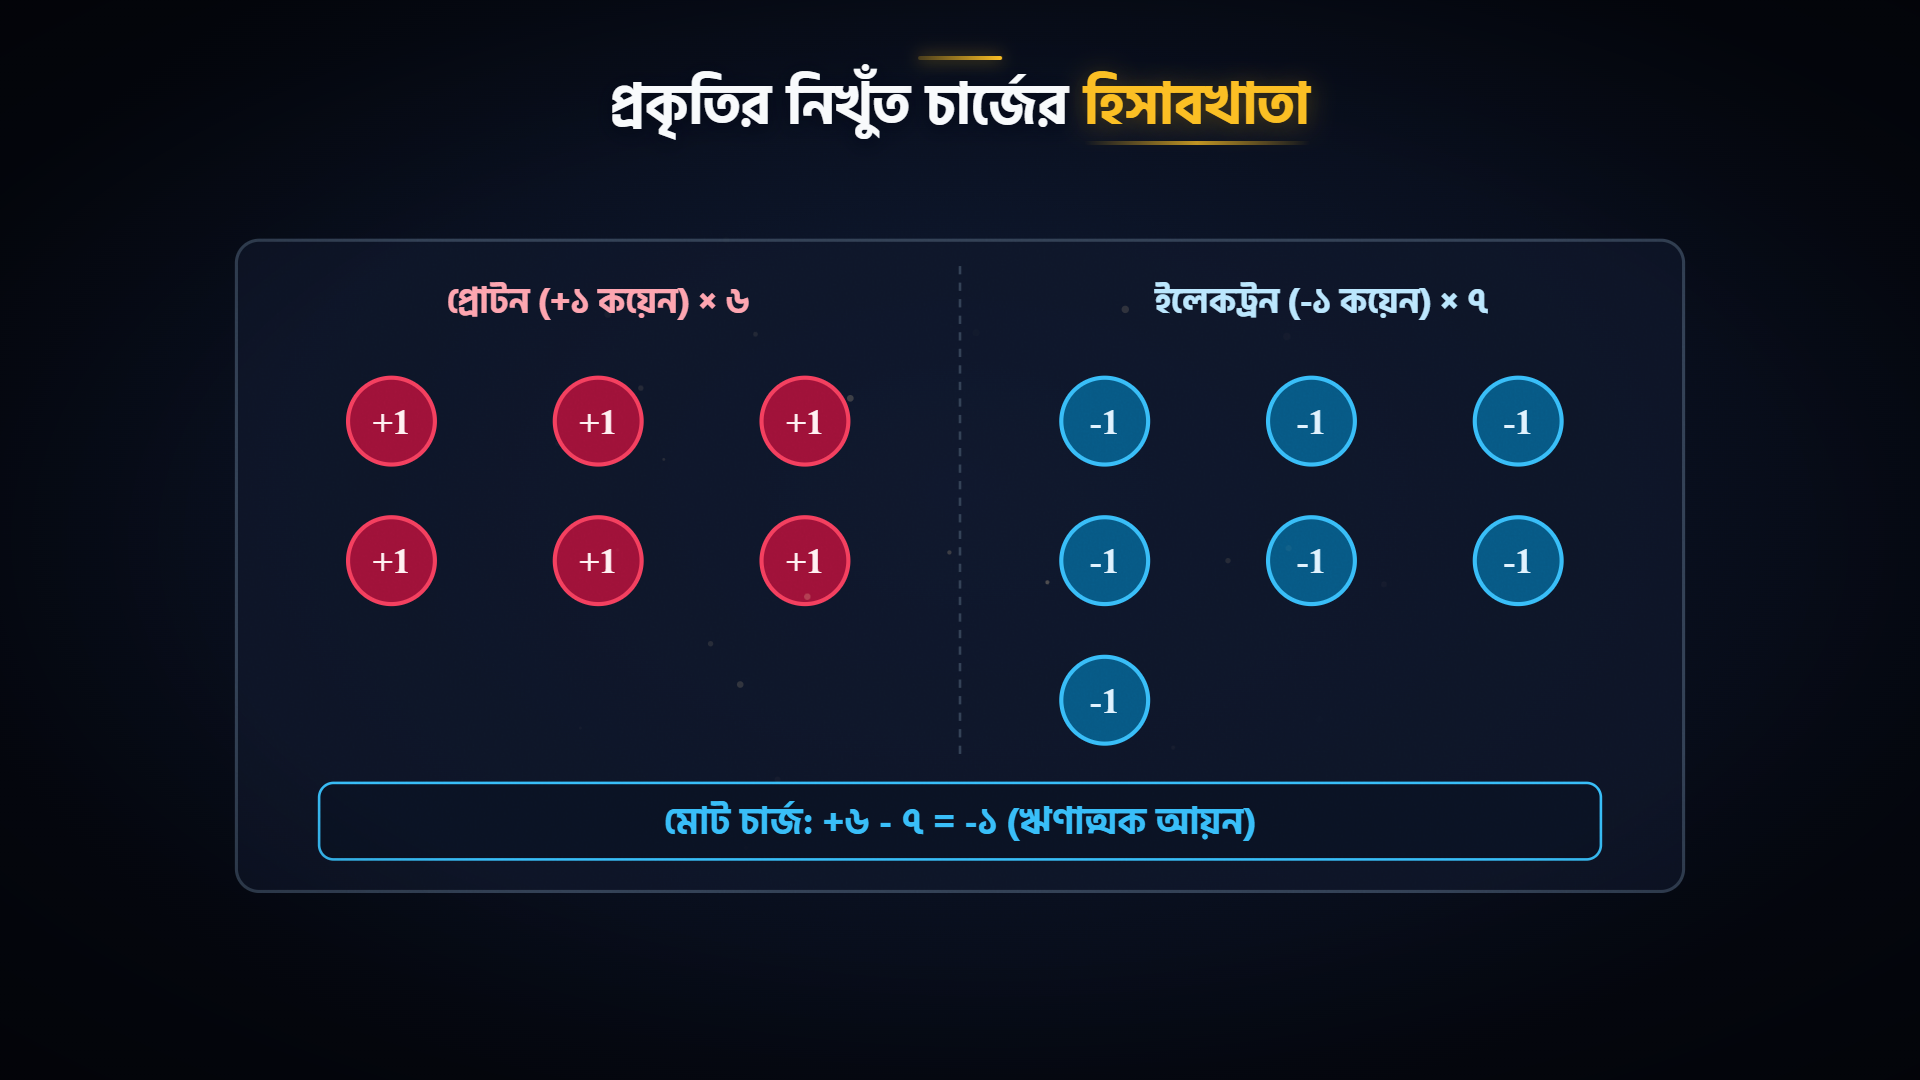 প্রকৃতির নিখুঁত চার্জের হিসাবখাতা
প্রোটন (+১ কয়েন) × ৬
ইলেকট্রন (-১ কয়েন) × ৭
+1 +1 +1
-1 -1 -1
+1 +1 +1
-1 -1 -1
-1
মোট চার্জ: +৬ - ৭ = -১ (ঋণাত্মক আয়ন)